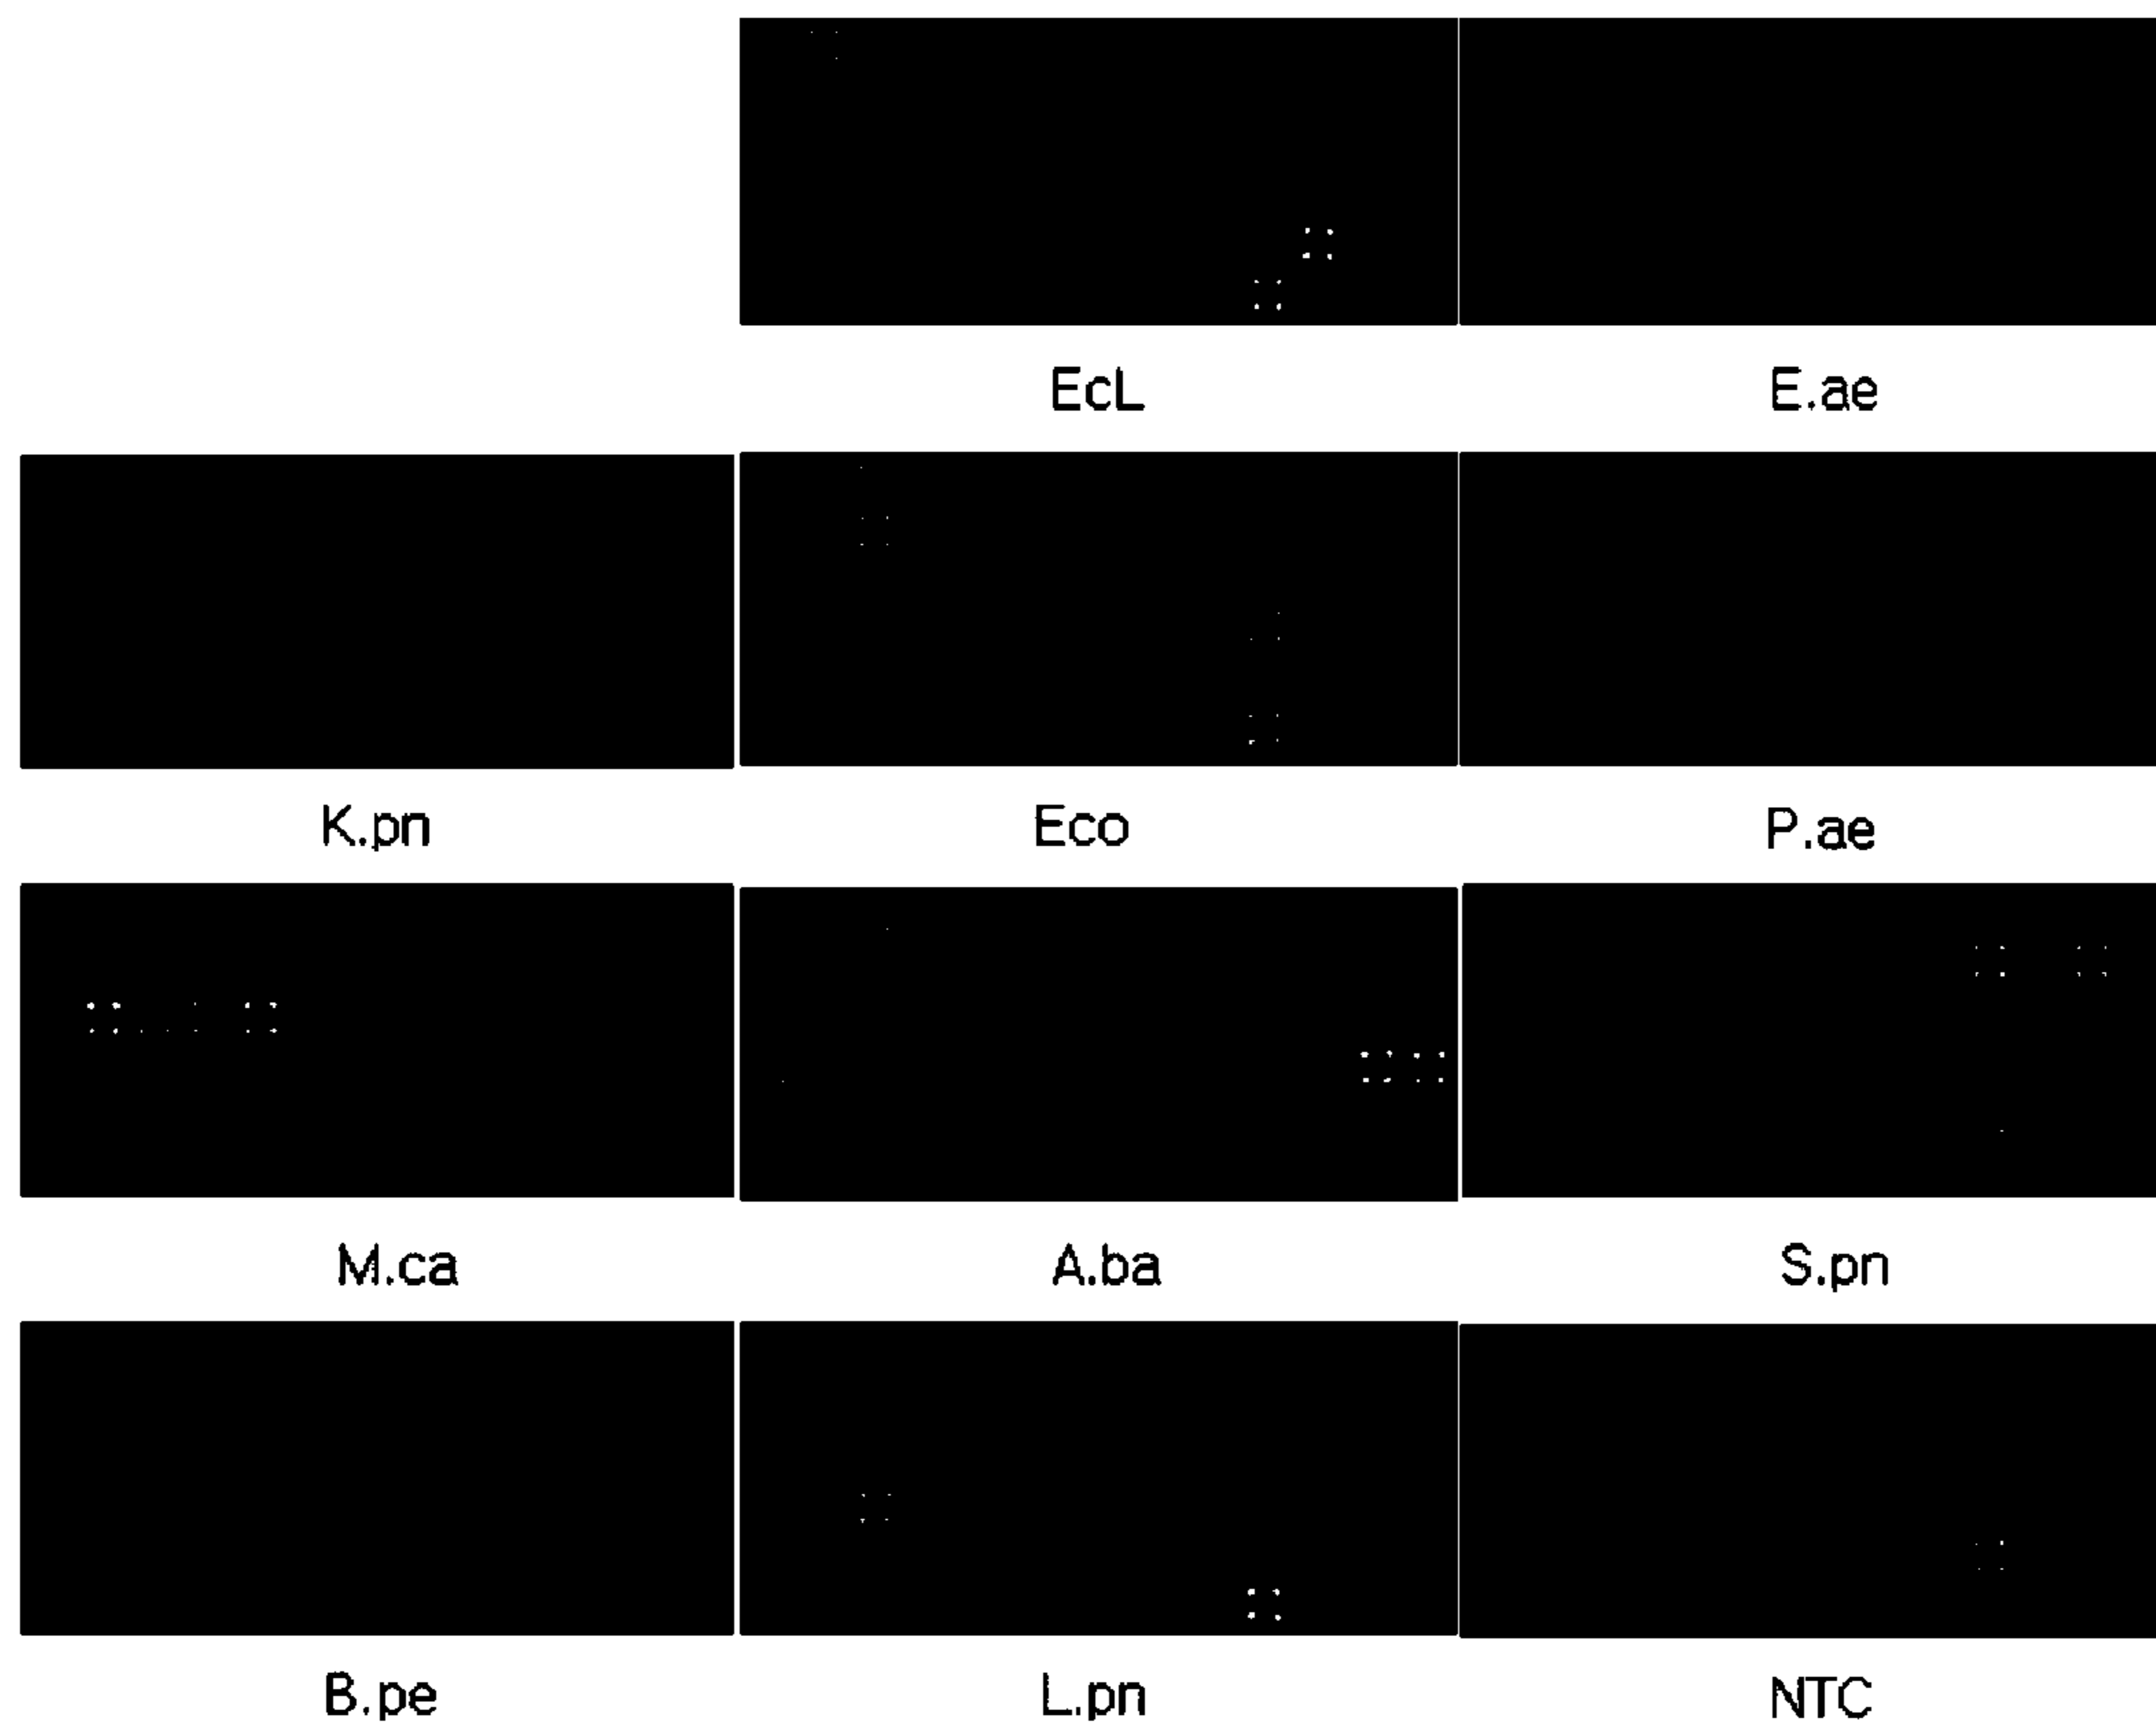 EcL
E.ae
K.pn
Eco
P.ae
M.ca
A.ba
S.pn
B.pe
L.pn
NTC